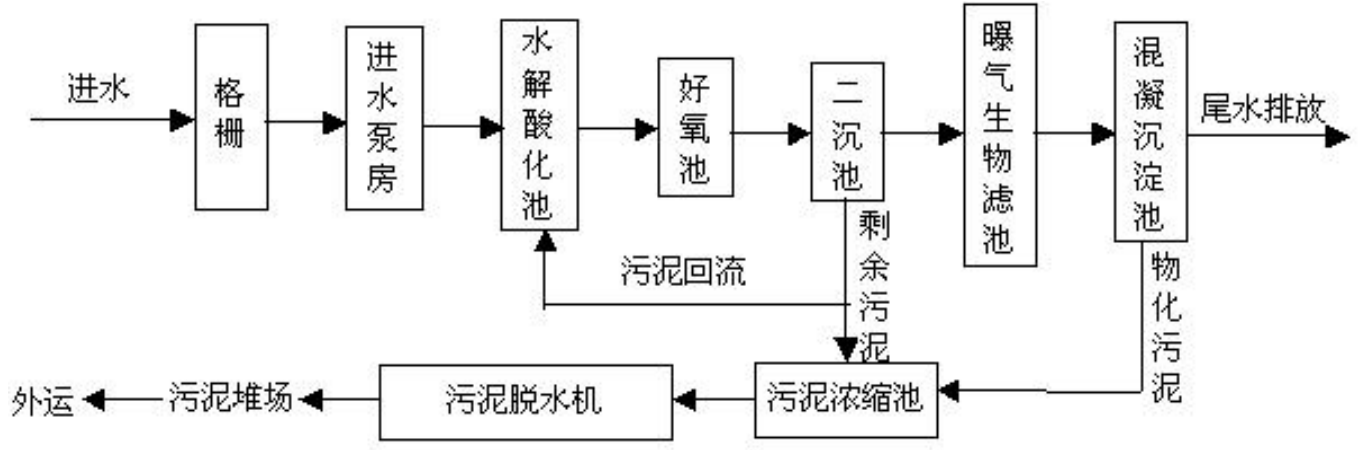 进水
格栅
进水泵房
水解酸化池
好氧池
二沉池
曝气生物滤池
混凝沉淀池
尾水排放
污泥回流
剩余污泥
物化污泥
外运
污泥堆场
污泥脱水机
污泥浓缩池